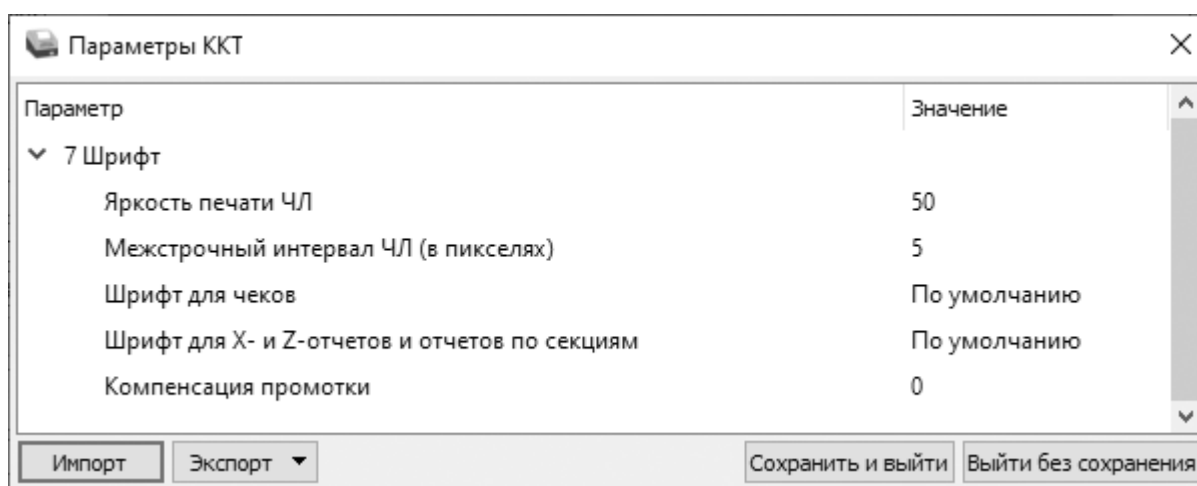 Параметры ККТ
Параметр Значение
7 Шрифт
Яркость печати ЧЛ 50
Межстрочный интервал ЧЛ (в пикселях) 5
Шрифт для чеков По умолчанию
Шрифт для X- и Z-отчетов и отчетов по секциям По умолчанию
Компенсация промотки 0
Импорт Экспорт Сохранить и выйти Выйти без сохранения